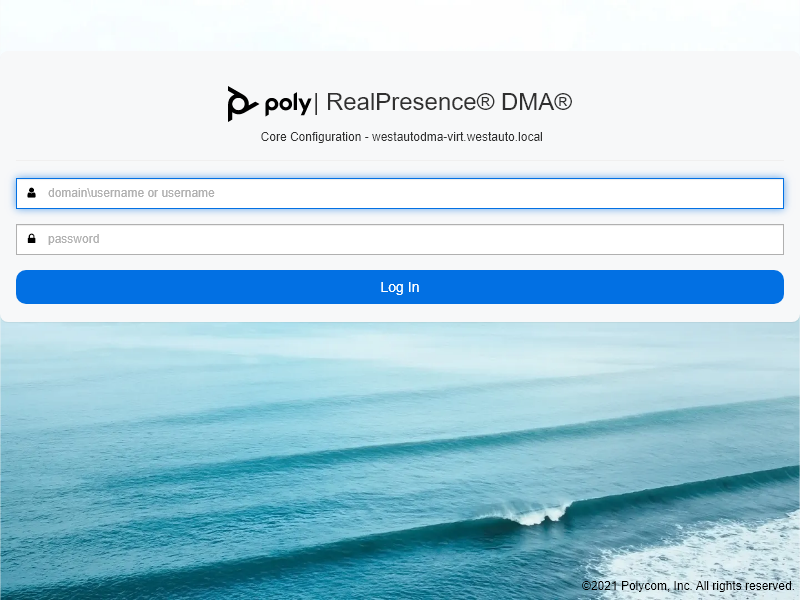 poly| RealPresence® DMA®
Core Configuration - westautodma-virt.westauto.local
domain\username or username
password
Log In
©2021 Polycom, Inc. All rights reserved.